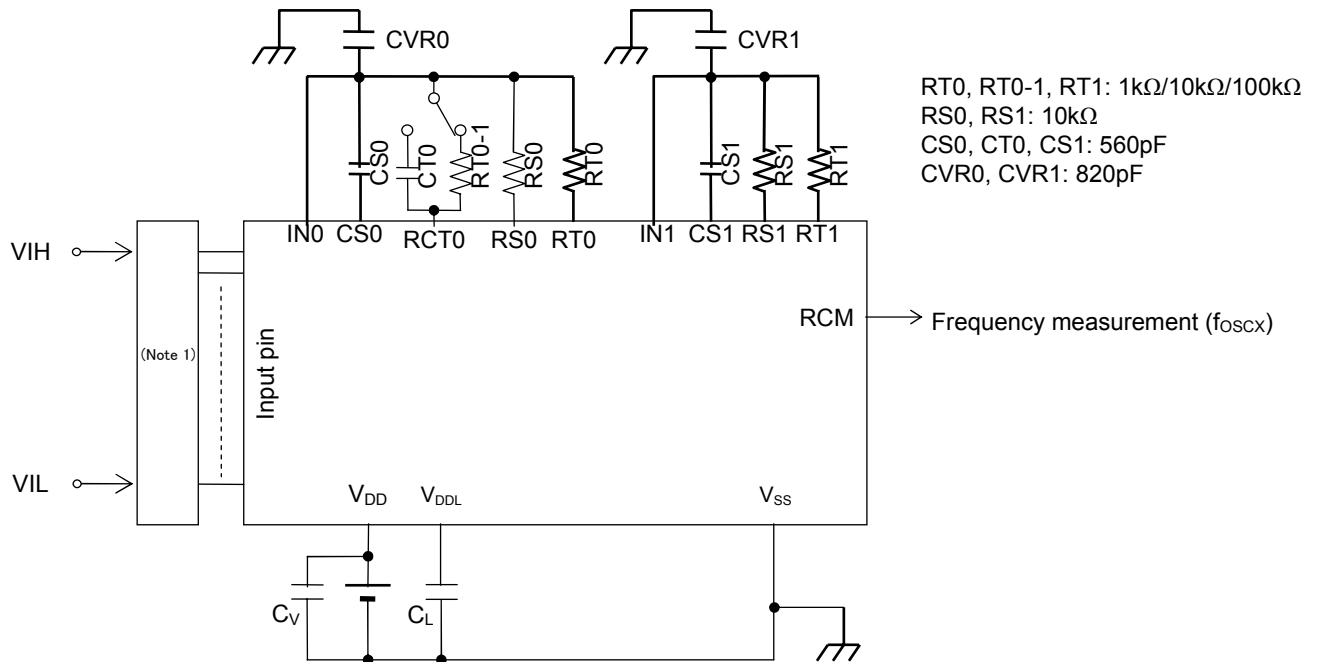 CVR0
CVR1
RT0, RT0-1, RT1: 1kΩ/10kΩ/100kΩ
RS0, RS1: 10kΩ
CS0, CT0, CS1: 560pF
CVR0, CVR1: 820pF
CS0
CT0
RT0-1
RS0
RT0
CS1
RS1
RT1
IN0
CS0
RCT0
RS0
RT0
IN1
CS1
RS1
RT1
VIH
RCM
Frequency measurement (fOSCX)
(Note 1)
Input pin
VIL
VDD
VDDL
VSS
CV
CL